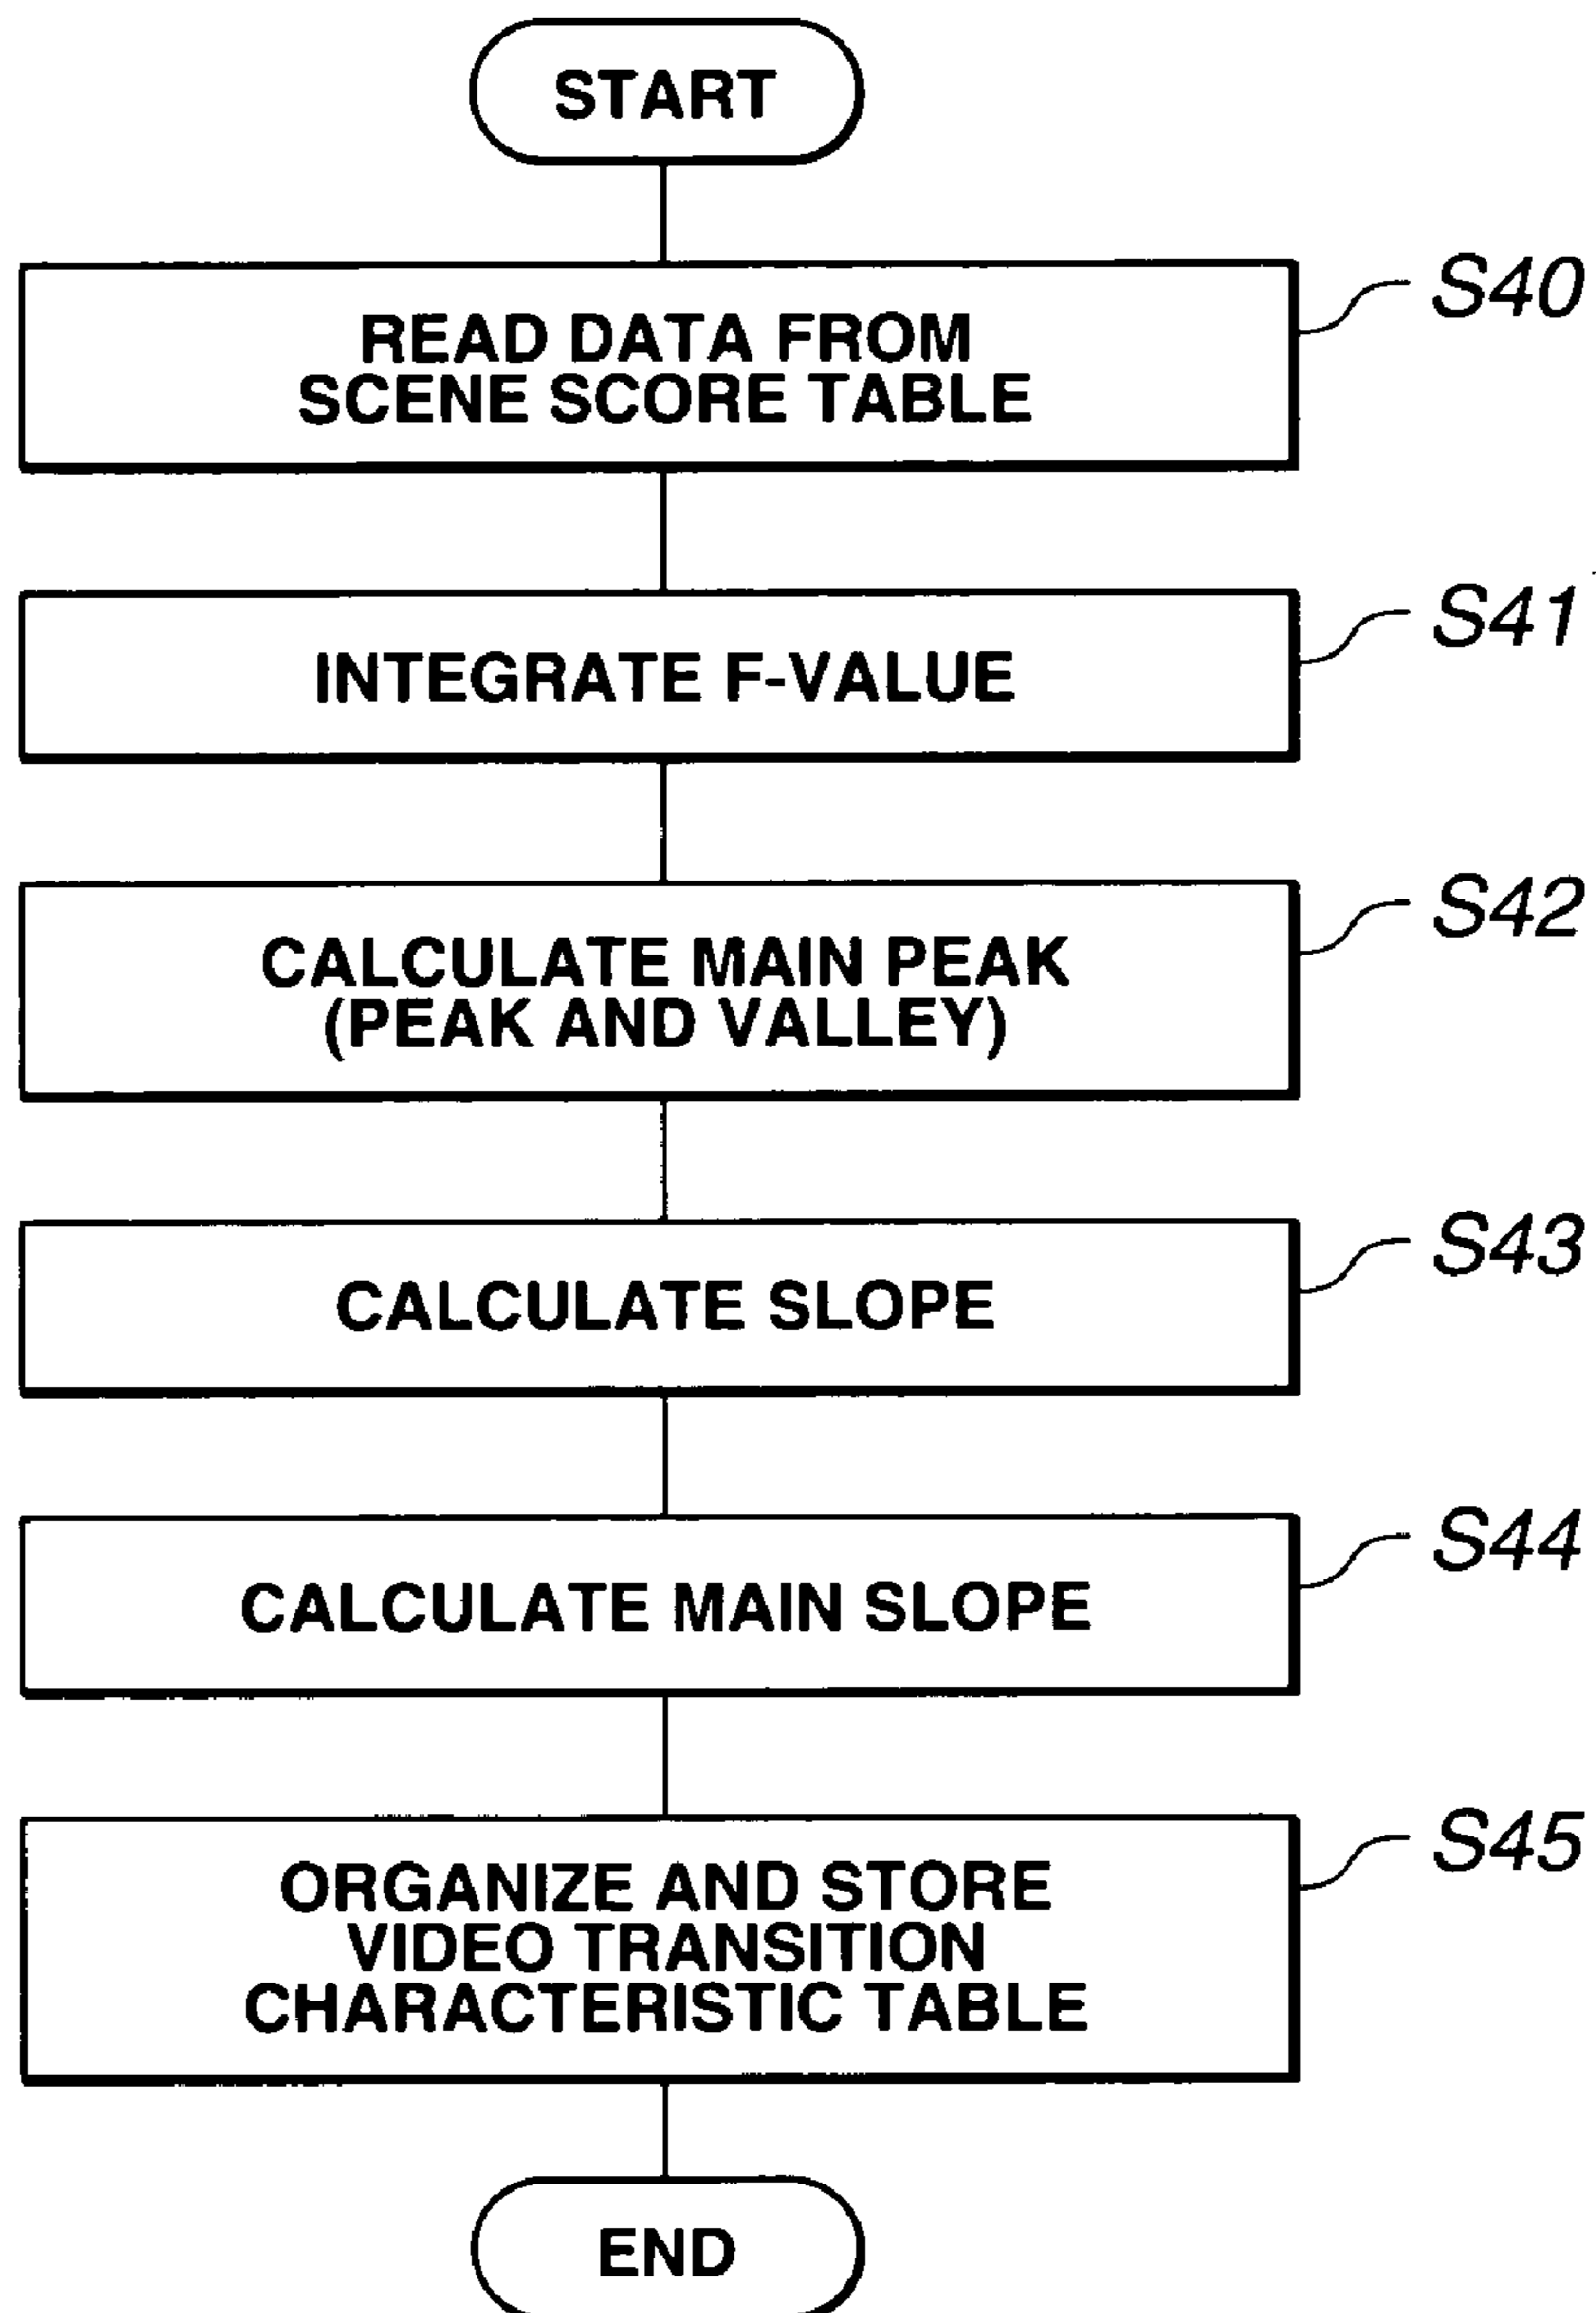 START
READ DATA FROM
SCENE SCORE TABLE
S40
INTEGRATE F-VALUE
S41
CALCULATE MAIN PEAK
(PEAK AND VALLEY)
S42
CALCULATE SLOPE
S43
CALCULATE MAIN SLOPE
S44
ORGANIZE AND STORE
VIDEO TRANSITION
CHARACTERISTIC TABLE
S45
END